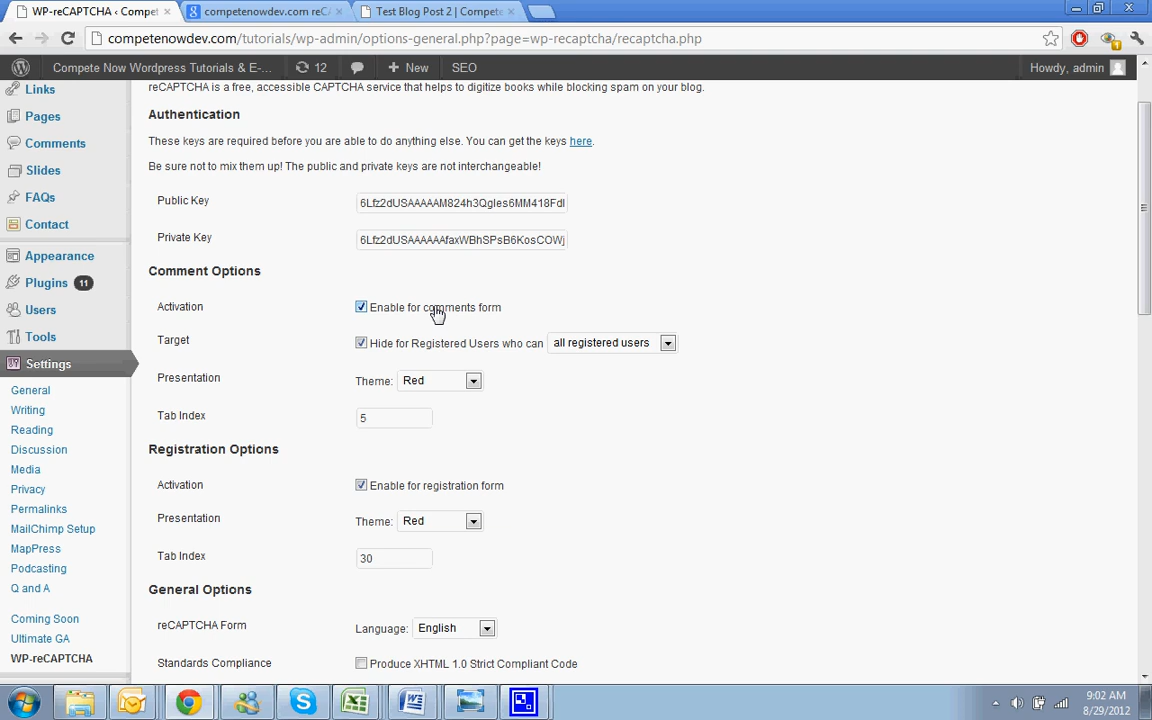 WP-reCAPTCHA ‹ Compet
competenowdev.com reCA
Test Blog Post 2 | Compete
competenowdev.com/tutorials/wp-admin/options-general.php?page=wp-recaptcha/recaptcha.php
Compete Now Wordpress Tutorials & E-...
12
+ New
SEO
Howdy, admin
Links
Pages
Comments
Slides
FAQs
Contact
Appearance
Plugins 11
Users
Tools
Settings
General
Writing
Reading
Discussion
Media
Privacy
Permalinks
MailChimp Setup
MapPress
Podcasting
Q and A
Coming Soon
Ultimate GA
WP-reCAPTCHA
reCAPTCHA is a free, accessible CAPTCHA service that helps to digitize books while blocking spam on your blog.
Authentication
These keys are required before you are able to do anything else. You can get the keys here.
Be sure not to mix them up! The public and private keys are not interchangeable!
Public Key
Private Key
Comment Options
Activation
Enable for comments form
Target
Hide for Registered Users who can all registered users
Presentation
Theme: Red
Tab Index
5
Registration Options
Activation
Enable for registration form
Presentation
Theme: Red
Tab Index
30
General Options
reCAPTCHA Form
Language: English
Standards Compliance
Produce XHTML 1.0 Strict Compliant Code
9:02 AM
8/29/2012